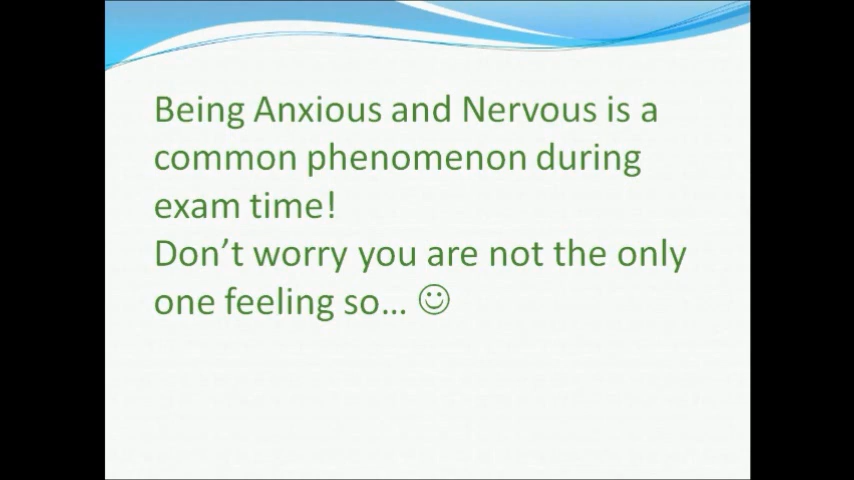 Being Anxious and Nervous is a
common phenomenon during
exam time!
Don’t worry you are not the only
one feeling so... ☺